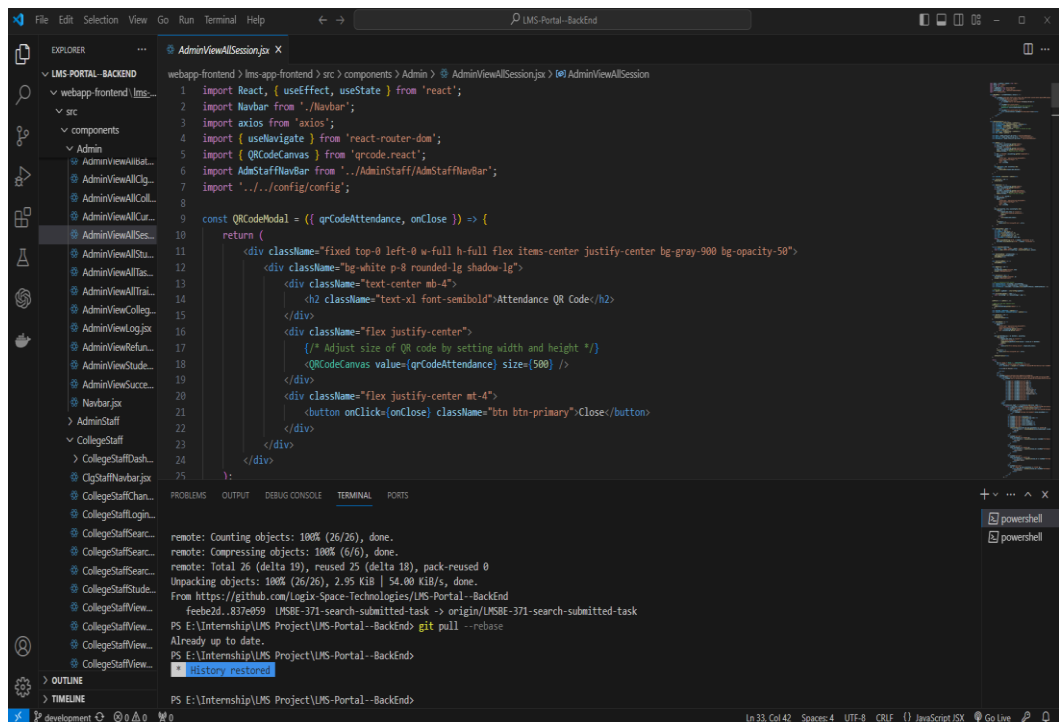 File Edit Selection View Go Run Terminal Help
LMS-Portal--BackEnd
EXPLORER
LMS-PORTAL--BACKEND
webapp-frontend \ lms-...
src
components
Admin
AdminViewAllBat...
AdminViewAllClg...
AdminViewAllColl...
AdminViewAllCur...
AdminViewAllSes...
AdminViewAllStu...
AdminViewAllTas...
AdminViewAllTrai...
AdminViewColleg...
AdminViewLog.jsx
AdminViewRefun...
AdminViewStude...
AdminViewSucce...
Navbar.jsx
AdminStaff
CollegeStaff
CollegeStaffDash...
ClgStaffNavbar.jsx
CollegeStaffChan...
CollegeStaffLogin...
CollegeStaffSearc...
CollegeStaffSearc...
CollegeStaffSearc...
CollegeStaffStude...
CollegeStaffView...
CollegeStaffView...
CollegeStaffView...
CollegeStaffView...
OUTLINE
TIMELINE
AdminViewAllSession.jsx X
webapp-frontend > lms-app-frontend > src > components > Admin > AdminViewAllSession.jsx > AdminViewAllSession
1 import React, { useEffect, useState } from 'react';
2 import Navbar from './Navbar';
3 import axios from 'axios';
4 import { useNavigate } from 'react-router-dom';
5 import { QRCodeCanvas } from 'qrcode.react';
6 import AdmStaffNavBar from '../AdminStaff/AdmStaffNavBar';
7 import '../../config/config';
8
9 const QRCodeModal = ({ qrCodeAttendance, onClose }) => {
10 return (
11 <div className="fixed top-0 left-0 w-full h-full flex items-center justify-center bg-gray-900 bg-opacity-50">
12 <div className="bg-white p-8 rounded-lg shadow-lg">
13 <div className="text-center mb-4">
14 <h2 className="text-xl font-semibold">Attendance QR Code</h2>
15 </div>
16 <div className="flex justify-center">
17 {/* Adjust size of QR code by setting width and height */}
18 <QRCodeCanvas value={qrCodeAttendance} size={500} />
19 </div>
20 <div className="flex justify-center mt-4">
21 <button onClick={onClose} className="btn btn-primary">Close</button>
22 </div>
23 </div>
24 </div>
25 );
PROBLEMS OUTPUT DEBUG CONSOLE TERMINAL PORTS
powershell
powershell
remote: Counting objects: 100% (26/26), done.
remote: Compressing objects: 100% (6/6), done.
remote: Total 26 (delta 19), reused 25 (delta 18), pack-reused 0
Unpacking objects: 100% (26/26), 2.95 KiB | 54.00 KiB/s, done.
From https://github.com/Logix-Space-Technologies/LMS-Portal--BackEnd
feebe2d..837e059 LMSBE-371-search-submitted-task -> origin/LMSBE-371-search-submitted-task
PS E:\Internship\LMS Project\LMS-Portal--BackEnd> git pull --rebase
Already up to date.
PS E:\Internship\LMS Project\LMS-Portal--BackEnd>
* History restored
PS E:\Internship\LMS Project\LMS-Portal--BackEnd>
development 0 0 0 Ln 33, Col 42 Spaces: 4 UTF-8 CRLF {} JavaScript JSX Go Live